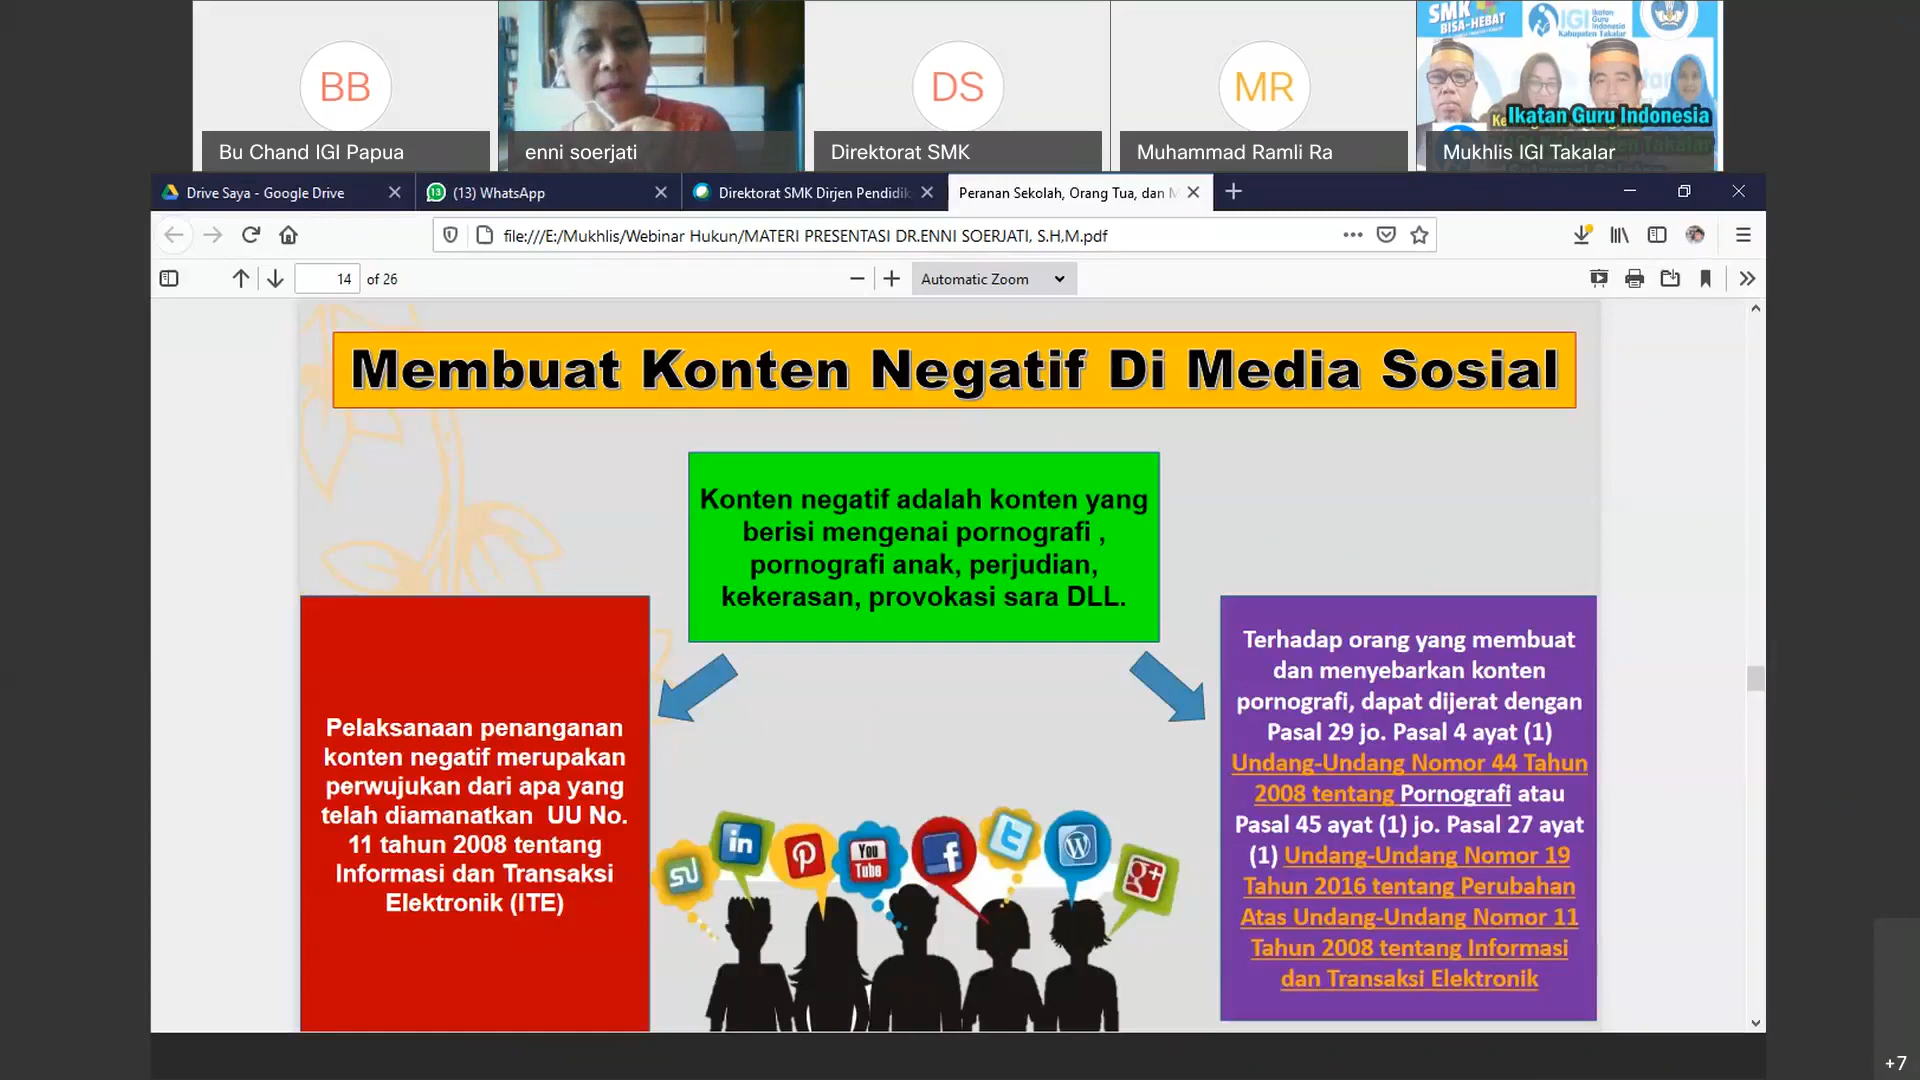 SMK
BISA-HEBAT
IGI
Ikatan
Guru
Indonesia
Kabupaten Takalar
BB
DS
MR
Ikatan Guru Indonesia
Bu Chand IGI Papua
enni soerjati
Direktorat SMK
Muhammad Ramli Ra
Mukhlis IGI Takalar
Drive Saya - Google Drive
(13) WhatsApp
Direktorat SMK Dirjen Pendidik
Peranan Sekolah, Orang Tua, dan M
file:///E:/Mukhlis/Webinar Hukun/MATERI PRESENTASI DR.ENNI SOERJATI, S.H,M.pdf
14 of 26
Automatic Zoom
Membuat Konten Negatif Di Media Sosial
Konten negatif adalah konten yang
berisi mengenai pornografi ,
pornografi anak, perjudian,
kekerasan, provokasi sara DLL.
Pelaksanaan penanganan
konten negatif merupakan
perwujukan dari apa yang
telah diamanatkan UU No.
11 tahun 2008 tentang
Informasi dan Transaksi
Elektronik (ITE)
Terhadap orang yang membuat
dan menyebarkan konten
pornografi, dapat dijerat dengan
Pasal 29 jo. Pasal 4 ayat (1)
Undang-Undang Nomor 44 Tahun
2008 tentang Pornografi atau
Pasal 45 ayat (1) jo. Pasal 27 ayat
(1) Undang-Undang Nomor 19
Tahun 2016 tentang Perubahan
Atas Undang-Undang Nomor 11
Tahun 2008 tentang Informasi
dan Transaksi Elektronik
in
You
Tube
f
g+
+7